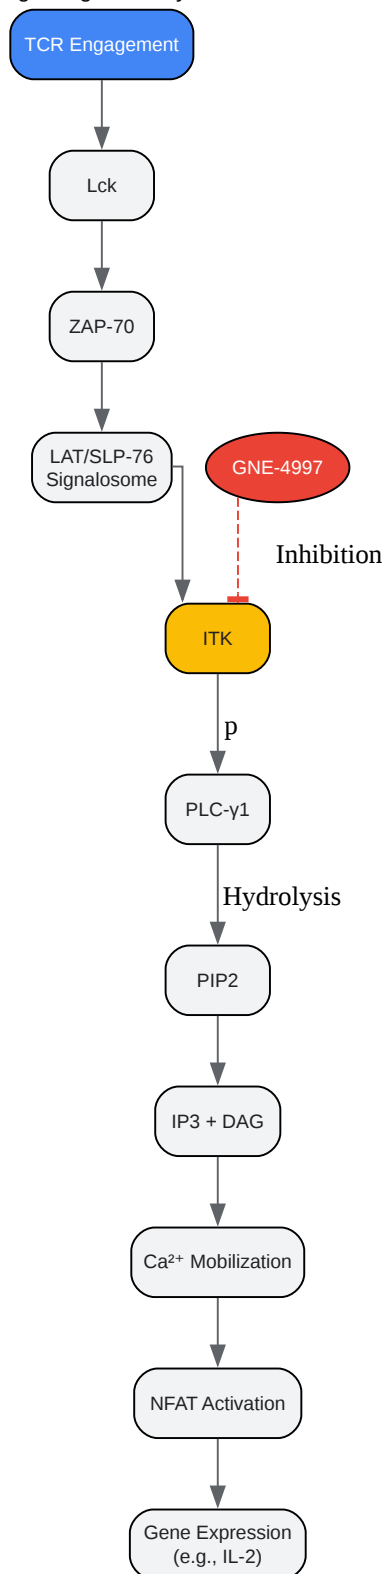 TCR Engagement
Lck
ZAP-70
LAT/SLP-76
Signalosome
GNE-4997
Inhibition
ITK
p
PLC-γ1
Hydrolysis
PIP2
IP3 + DAG
Ca²⁺ Mobilization
NFAT Activation
Gene Expression
(e.g., IL-2)